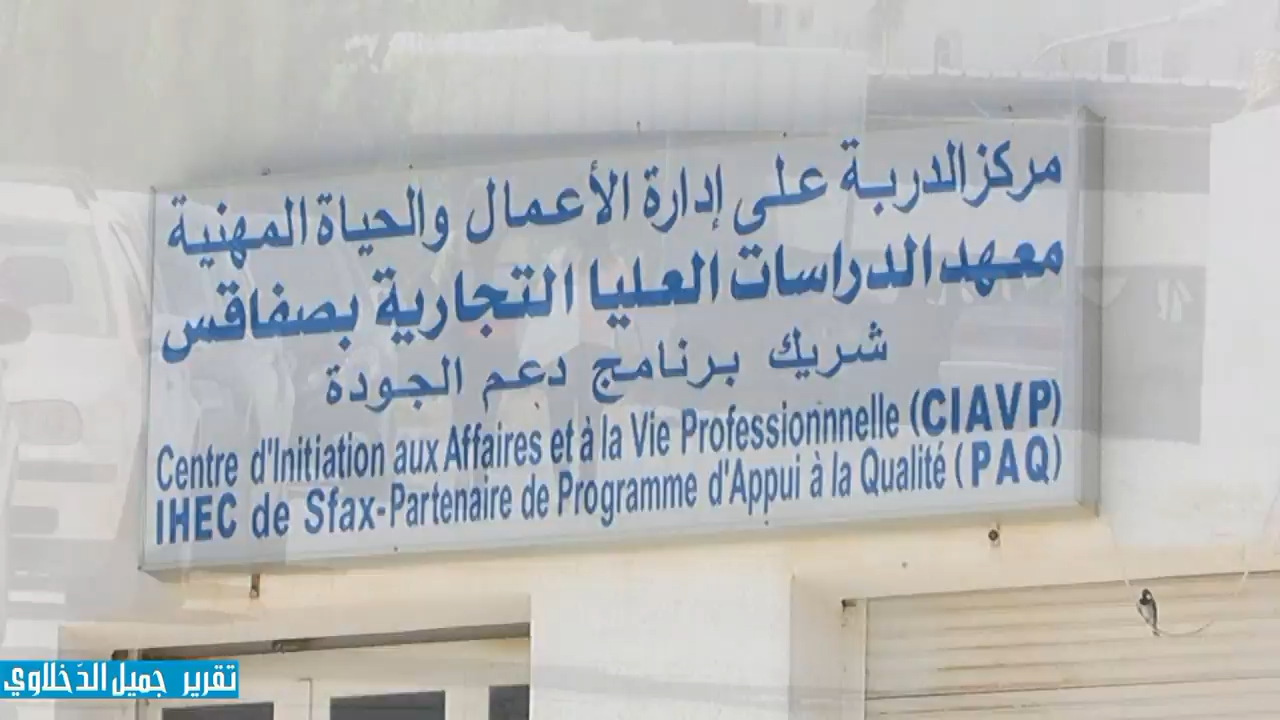 مركز الدربة على إدارة الأعمال والحياة المهنية
معهد الدراسات العليا التجارية بصفاقس
شريك برنامج دعم الجودة
Centre d'Initiation aux Affaires et à la Vie Professionnnelle (CIAVP)
IHEC de Sfax-Partenaire de Programme d'Appui à la Qualité (PAQ)
تقرير جميل الدّخلاوي